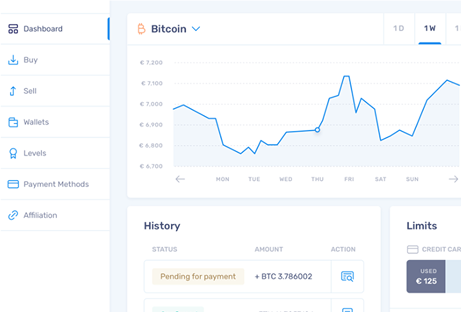 Dashboard
Buy
Sell
Wallets
Levels
Payment Methods
Affiliation
Bitcoin
1 D
1 W
1
€ 7,200
€ 7,100
€ 7,000
€ 6,900
€ 6,800
€ 6,700
MON TUE WED THU FRI SAT SUN
History
STATUS AMOUNT ACTION
Pending for payment + BTC 3.786002
Limits
CREDIT CAR
USED
€ 125